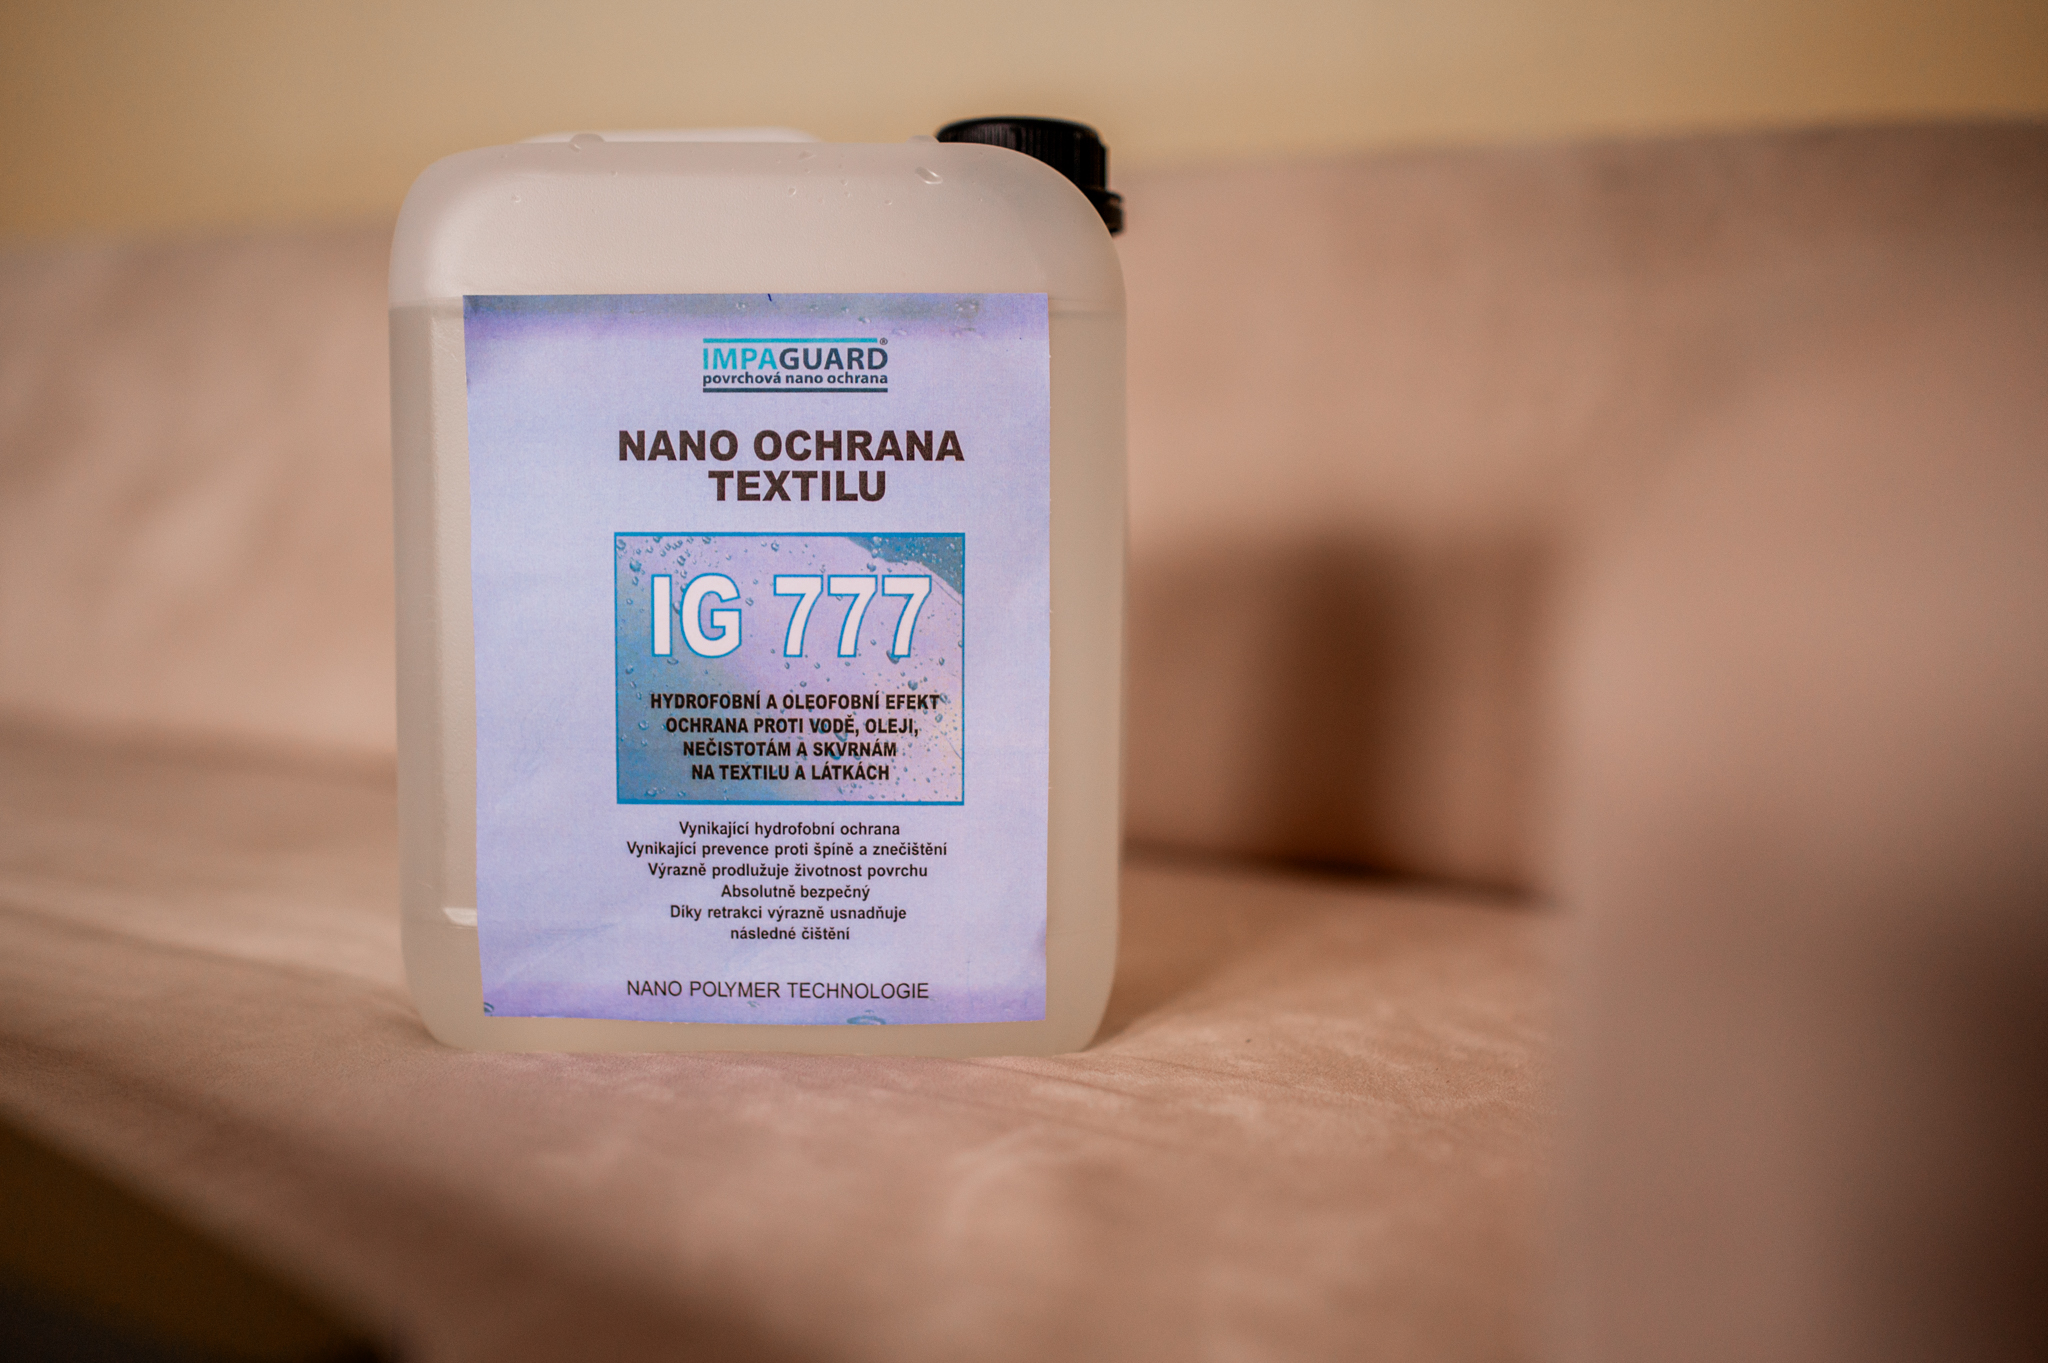 IMPAGUARD®
povrchová nano ochrana
NANO OCHRANA
TEXTILU
IG 777
HYDROFOBNÍ A OLEOFOBNÍ EFEKT
OCHRANA PROTI VODĚ, OLEJI,
NEČISTOTÁM A SKVRNÁM
NA TEXTILU A LÁTKÁCH
Vynikající hydrofobní ochrana
Vynikající prevence proti špíně a znečištění
Výrazně prodlužuje životnost povrchu
Absolutně bezpečný
Díky retrakci výrazně usnadňuje
následné čištění
NANO POLYMER TECHNOLOGIE